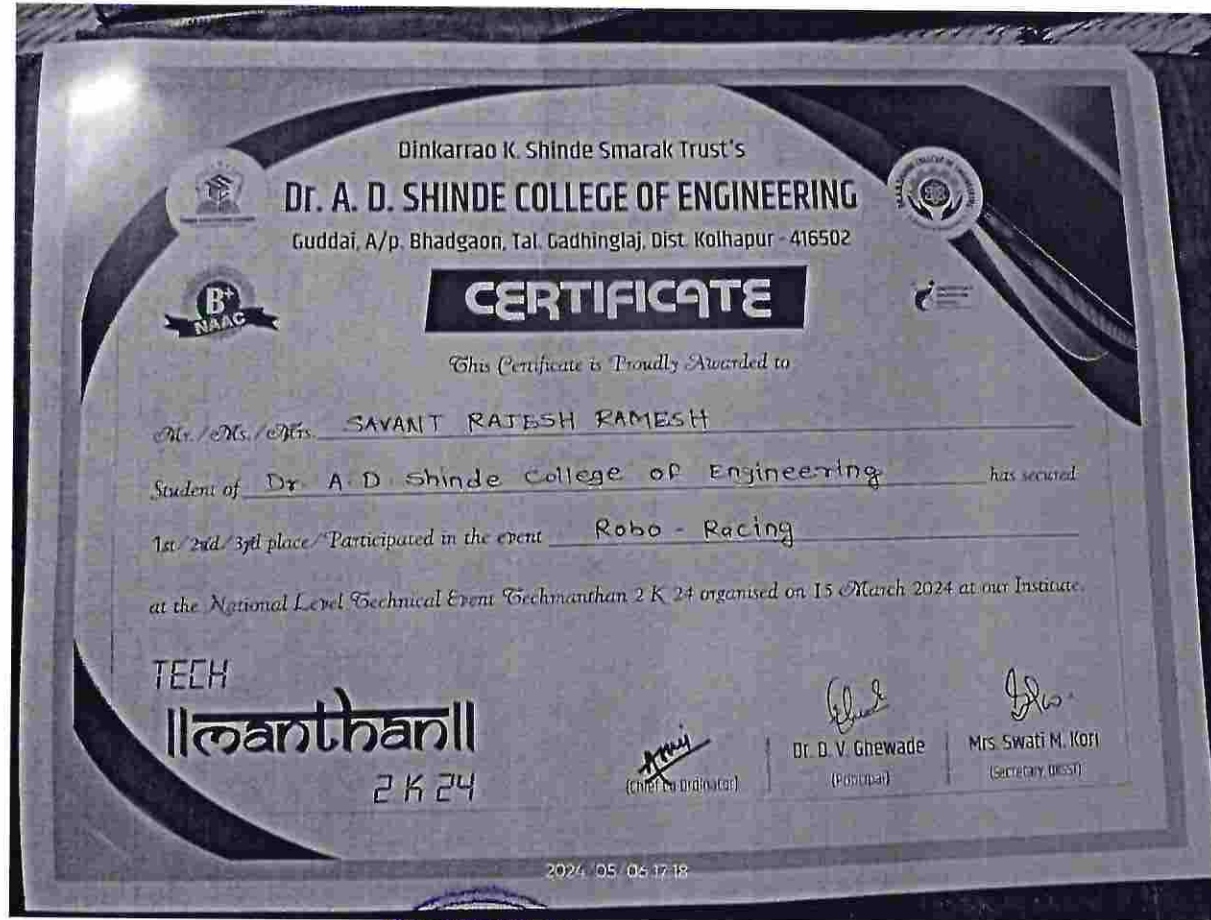 Dinkarrao K. Shinde Smarak Trust's
Dr. A. D. SHINDE COLLEGE OF ENGINEERING
Guddai, A/p. Bhadgaon, Tal. Gadhinglaj, Dist. Kolhapur - 416502
B+
NAAC
CERTIFICATE
This Certificate is Proudly Awarded to
Mr./Ms./Mrs. SAVANT RAJESH RAMESH
Student of Dr. A.D. Shinde College of Engineering has secured
1st/2nd/3rd place/Participated in the event Robo - Racing
at the National Level Technical Event Techmanthan 2 K 24 organised on 15 March 2024 at our Institute.
TECH
||manthan||
2 K 24
(Chief Co Ordinator)
Dr. D. V. Ghewade
(Principal)
Mrs. Swati M. Kori
(Secretary, DKSST)
2024/05/06 17:18